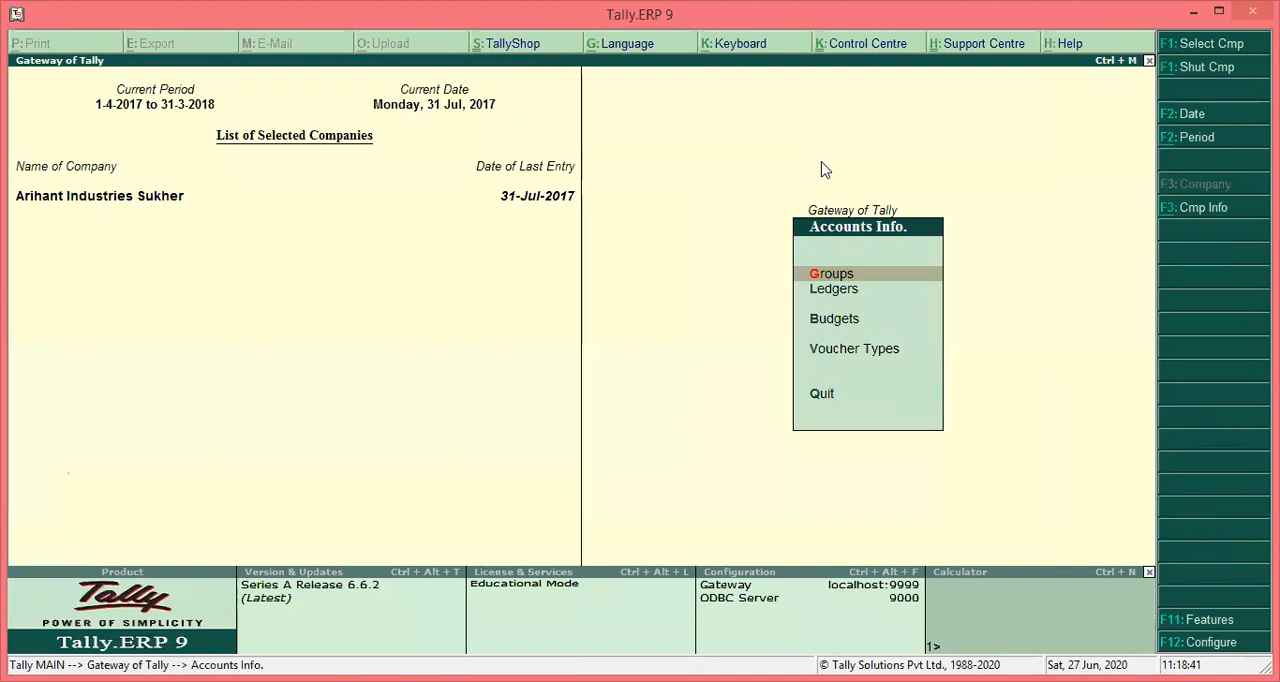 Tally.ERP 9
P: Print
E: Export
M: E-Mail
O: Upload
S: TallyShop
G: Language
K: Keyboard
K: Control Centre
H: Support Centre
H: Help
F1: Select Cmp
Gateway of Tally
Ctrl + M
F1: Shut Cmp
Current Period
Current Date
1-4-2017 to 31-3-2018
Monday, 31 Jul, 2017
F2: Date
F2: Period
List of Selected Companies
Name of Company
Date of Last Entry
F3: Company
Arihant Industries Sukher
31-Jul-2017
F3: Cmp Info
Gateway of Tally
Accounts Info.
Groups
Ledgers
Budgets
Voucher Types
Quit
Product
Tally
POWER OF SIMPLICITY
Tally.ERP 9
Version & Updates
Ctrl + Alt + T
Series A Release 6.6.2
(Latest)
License & Services
Ctrl + Alt + L
Educational Mode
Configuration
Ctrl + Alt + F
Gateway
localhost:9999
ODBC Server
9000
Calculator
Ctrl + N
1>
F11: Features
F12: Configure
Tally MAIN --> Gateway of Tally --> Accounts Info.
© Tally Solutions Pvt Ltd., 1988-2020
Sat, 27 Jun, 2020
11:18:41